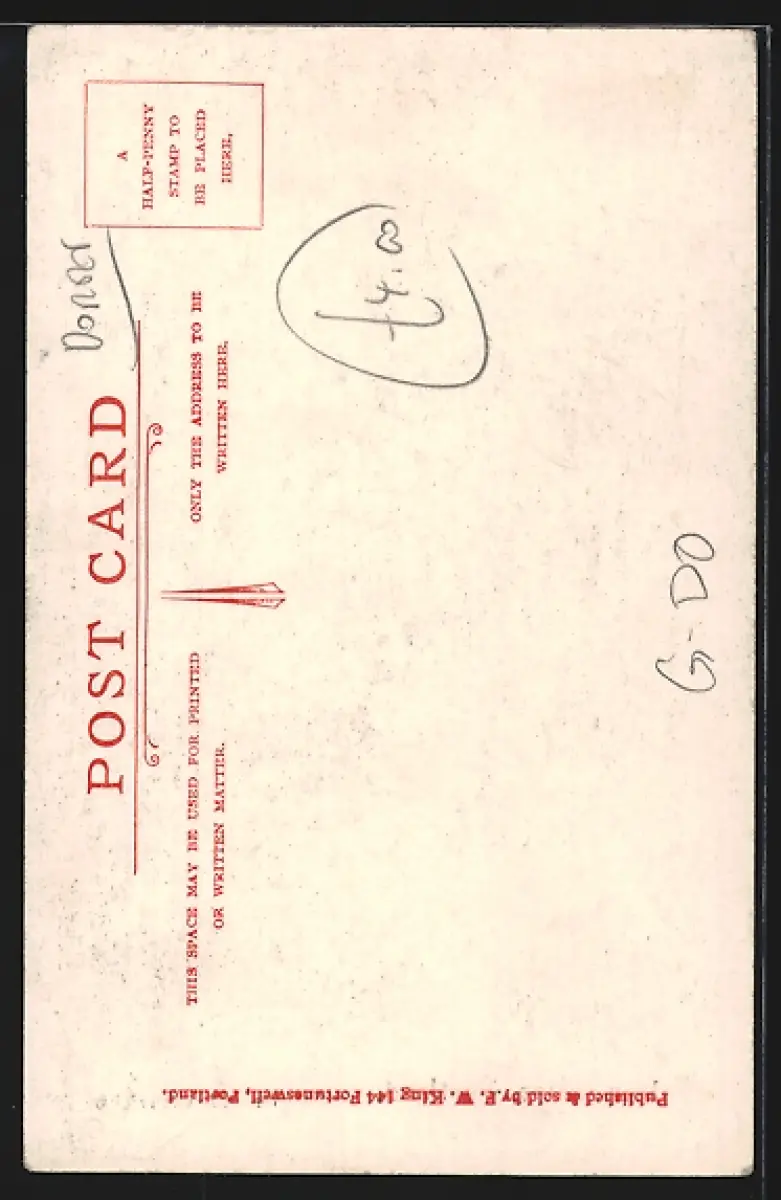 Dorset
POST CARD
A
HALF-PENNY
STAMP TO
BE PLACED
HERE.
THIS SPACE MAY BE USED FOR PRINTED
OR WRITTEN MATTER.
ONLY THE ADDRESS TO BE
WRITTEN HERE.
£4.00
G-DO
Published & sold by F. W. King 144 Fortuneswell, Portland.